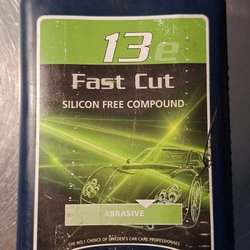 13e
Fast Cut
SILICON FREE COMPOUND
ABRASIVE
THE NO.1 CHOICE OF SWEDEN'S CAR CARE PROFESSIONALS